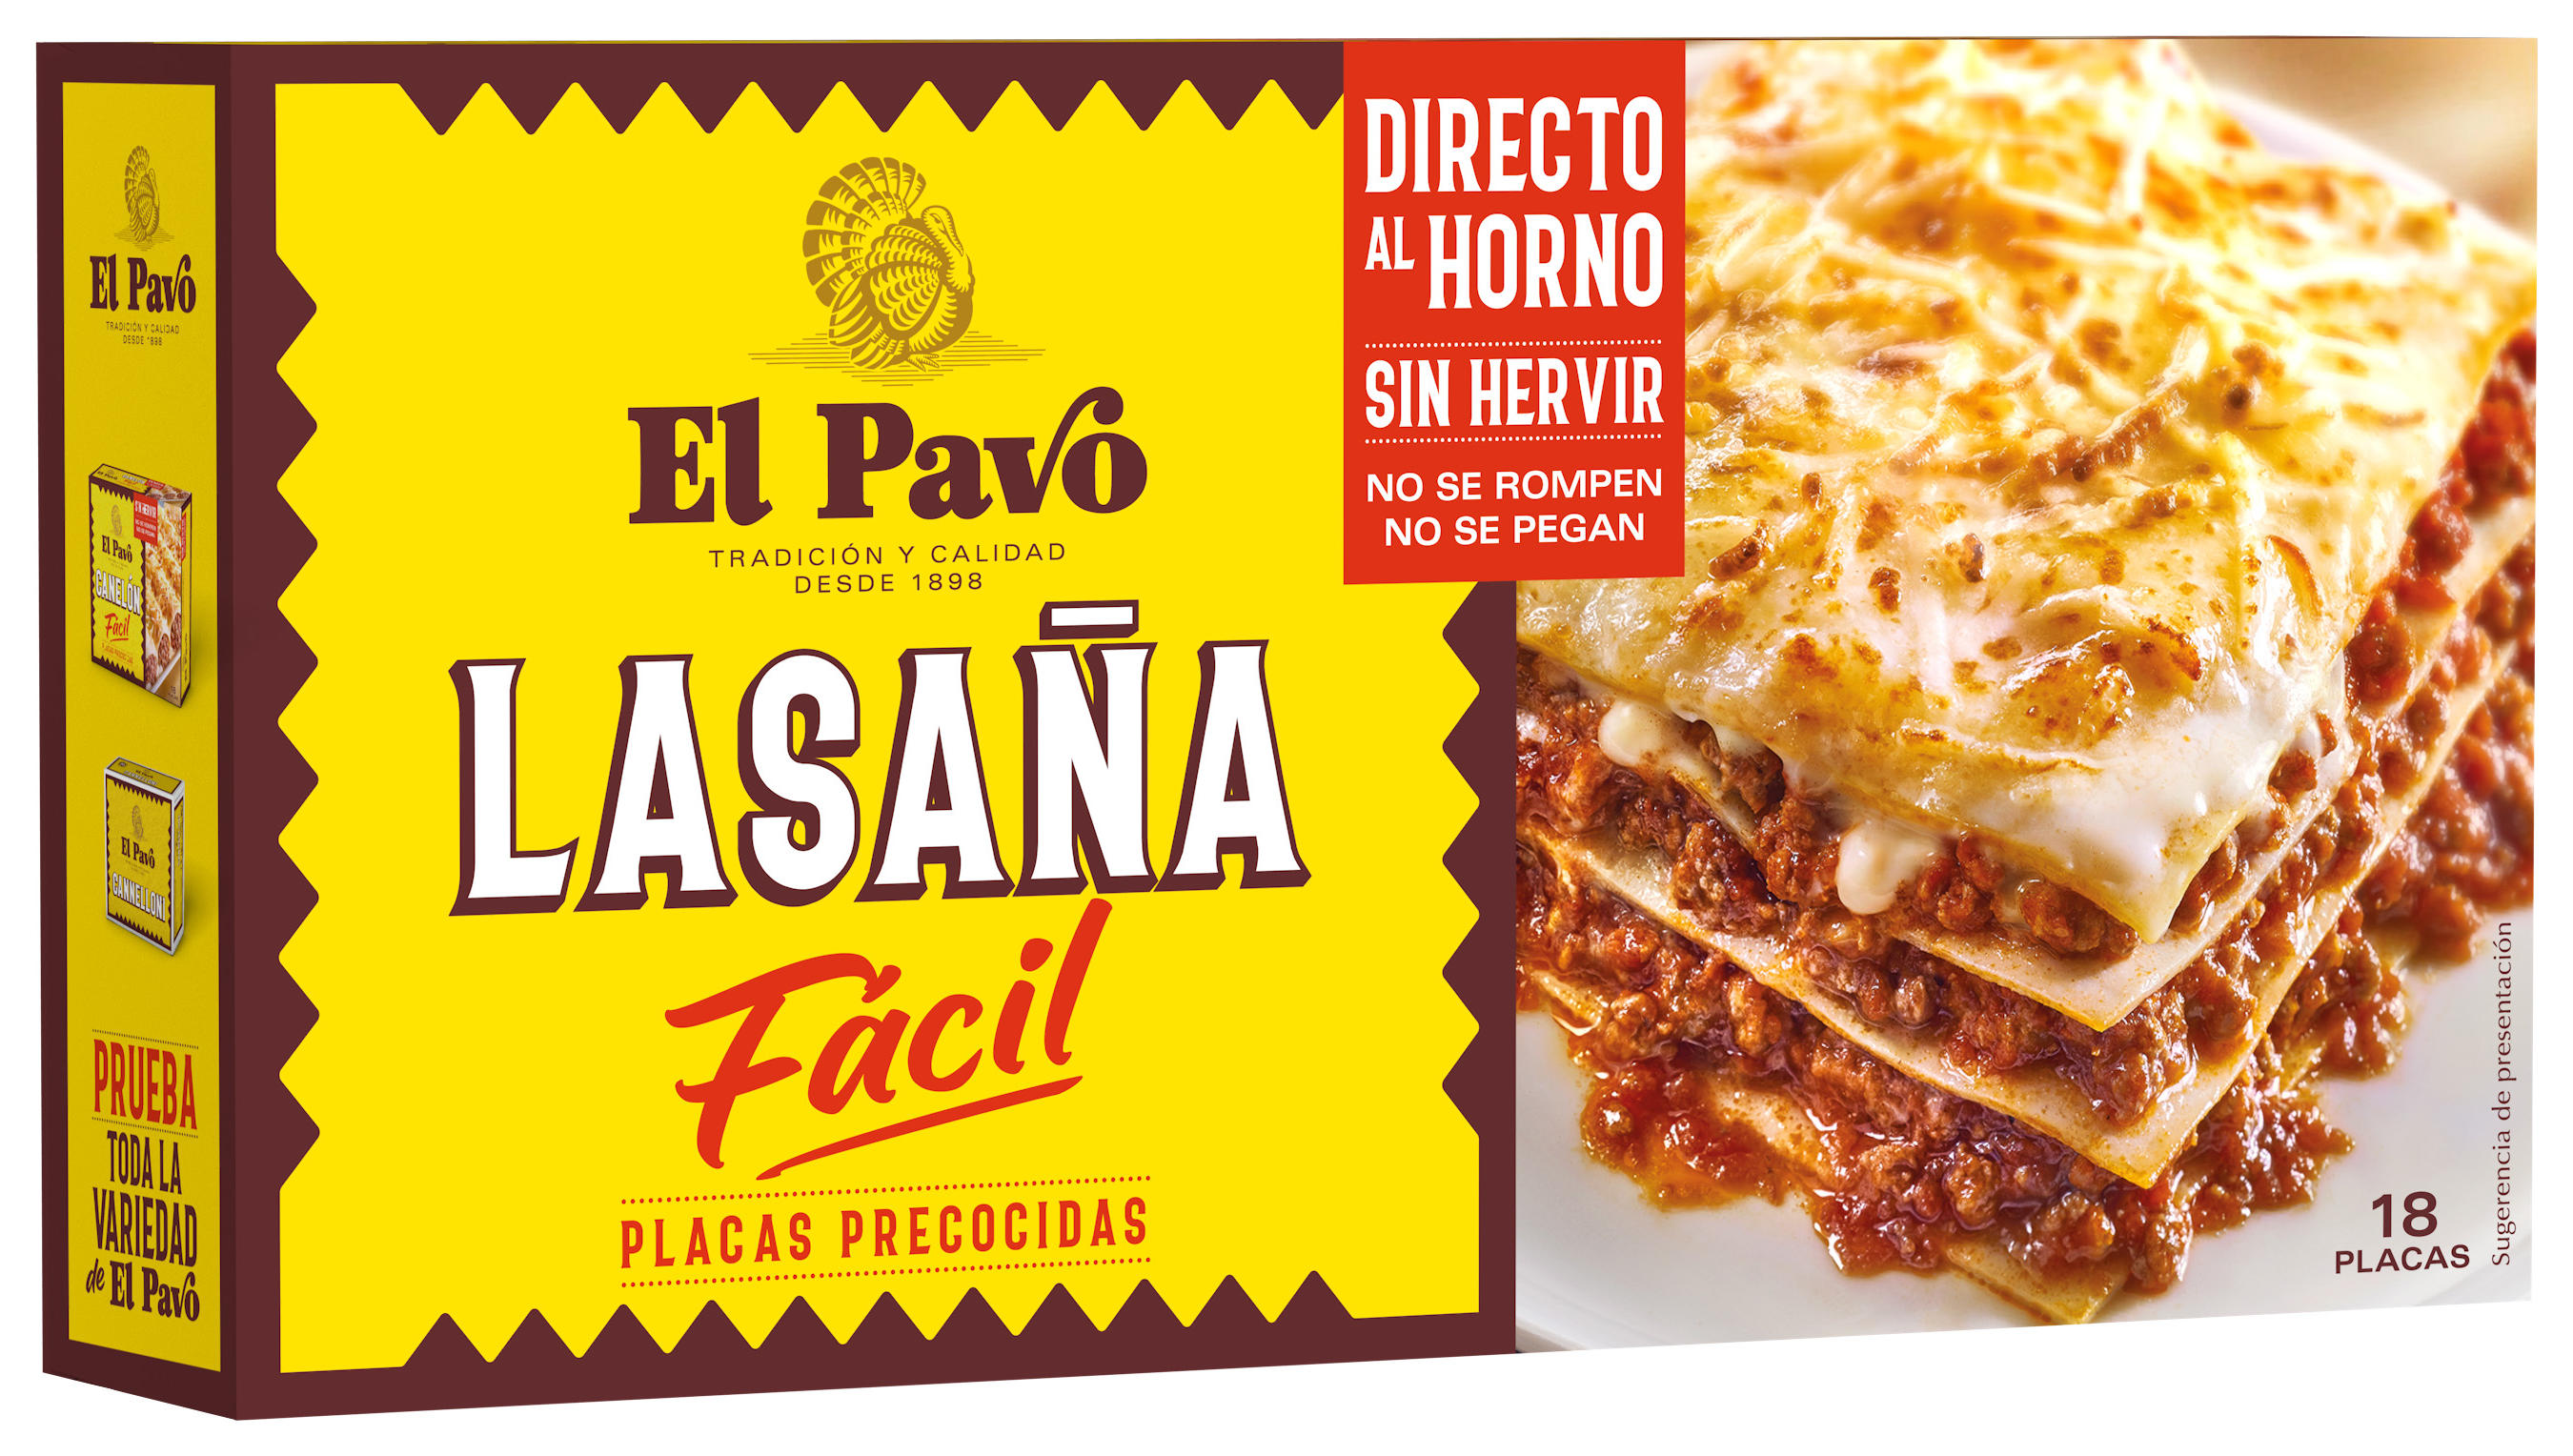 El Pavo
TRADICIÓN Y CALIDAD
DESDE 1898
El Pavo
CANELÓN
Fácil
El Pavo
CANNELLONI
PRUEBA
TODA LA
VARIEDAD
de El Pavo
El Pavo
TRADICIÓN Y CALIDAD
DESDE 1898
LASAÑA
Fácil
PLACAS PRECOCIDAS
DIRECTO
AL HORNO
SIN HERVIR
NO SE ROMPEN
NO SE PEGAN
18
PLACAS
Sugerencia de presentación